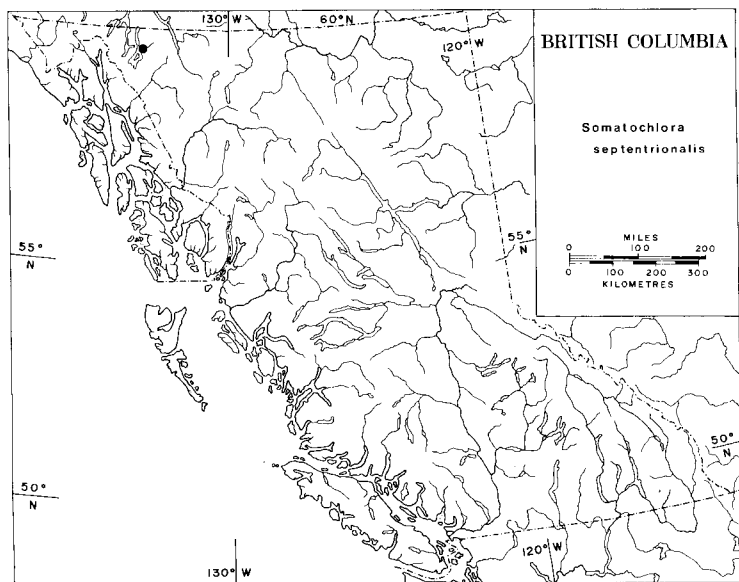 130° W
60° N
120° W
BRITISH COLUMBIA
Somatochlora
septentrionalis
55°
N
55°
N
MILES
0 100 200
0 100 200 300
KILOMETRES
50°
N
50°
N
130° W
120° W